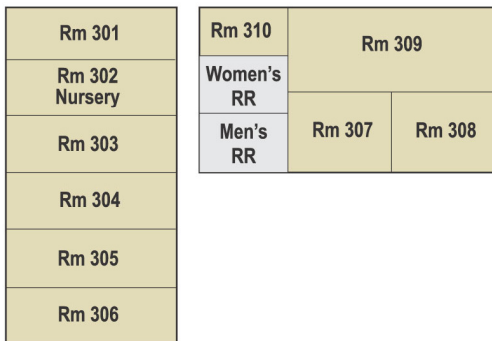 Rm 301
Rm 302
Nursery
Rm 303
Rm 304
Rm 305
Rm 306
Rm 310
Women's
RR
Men's
RR
Rm 309
Rm 307
Rm 308